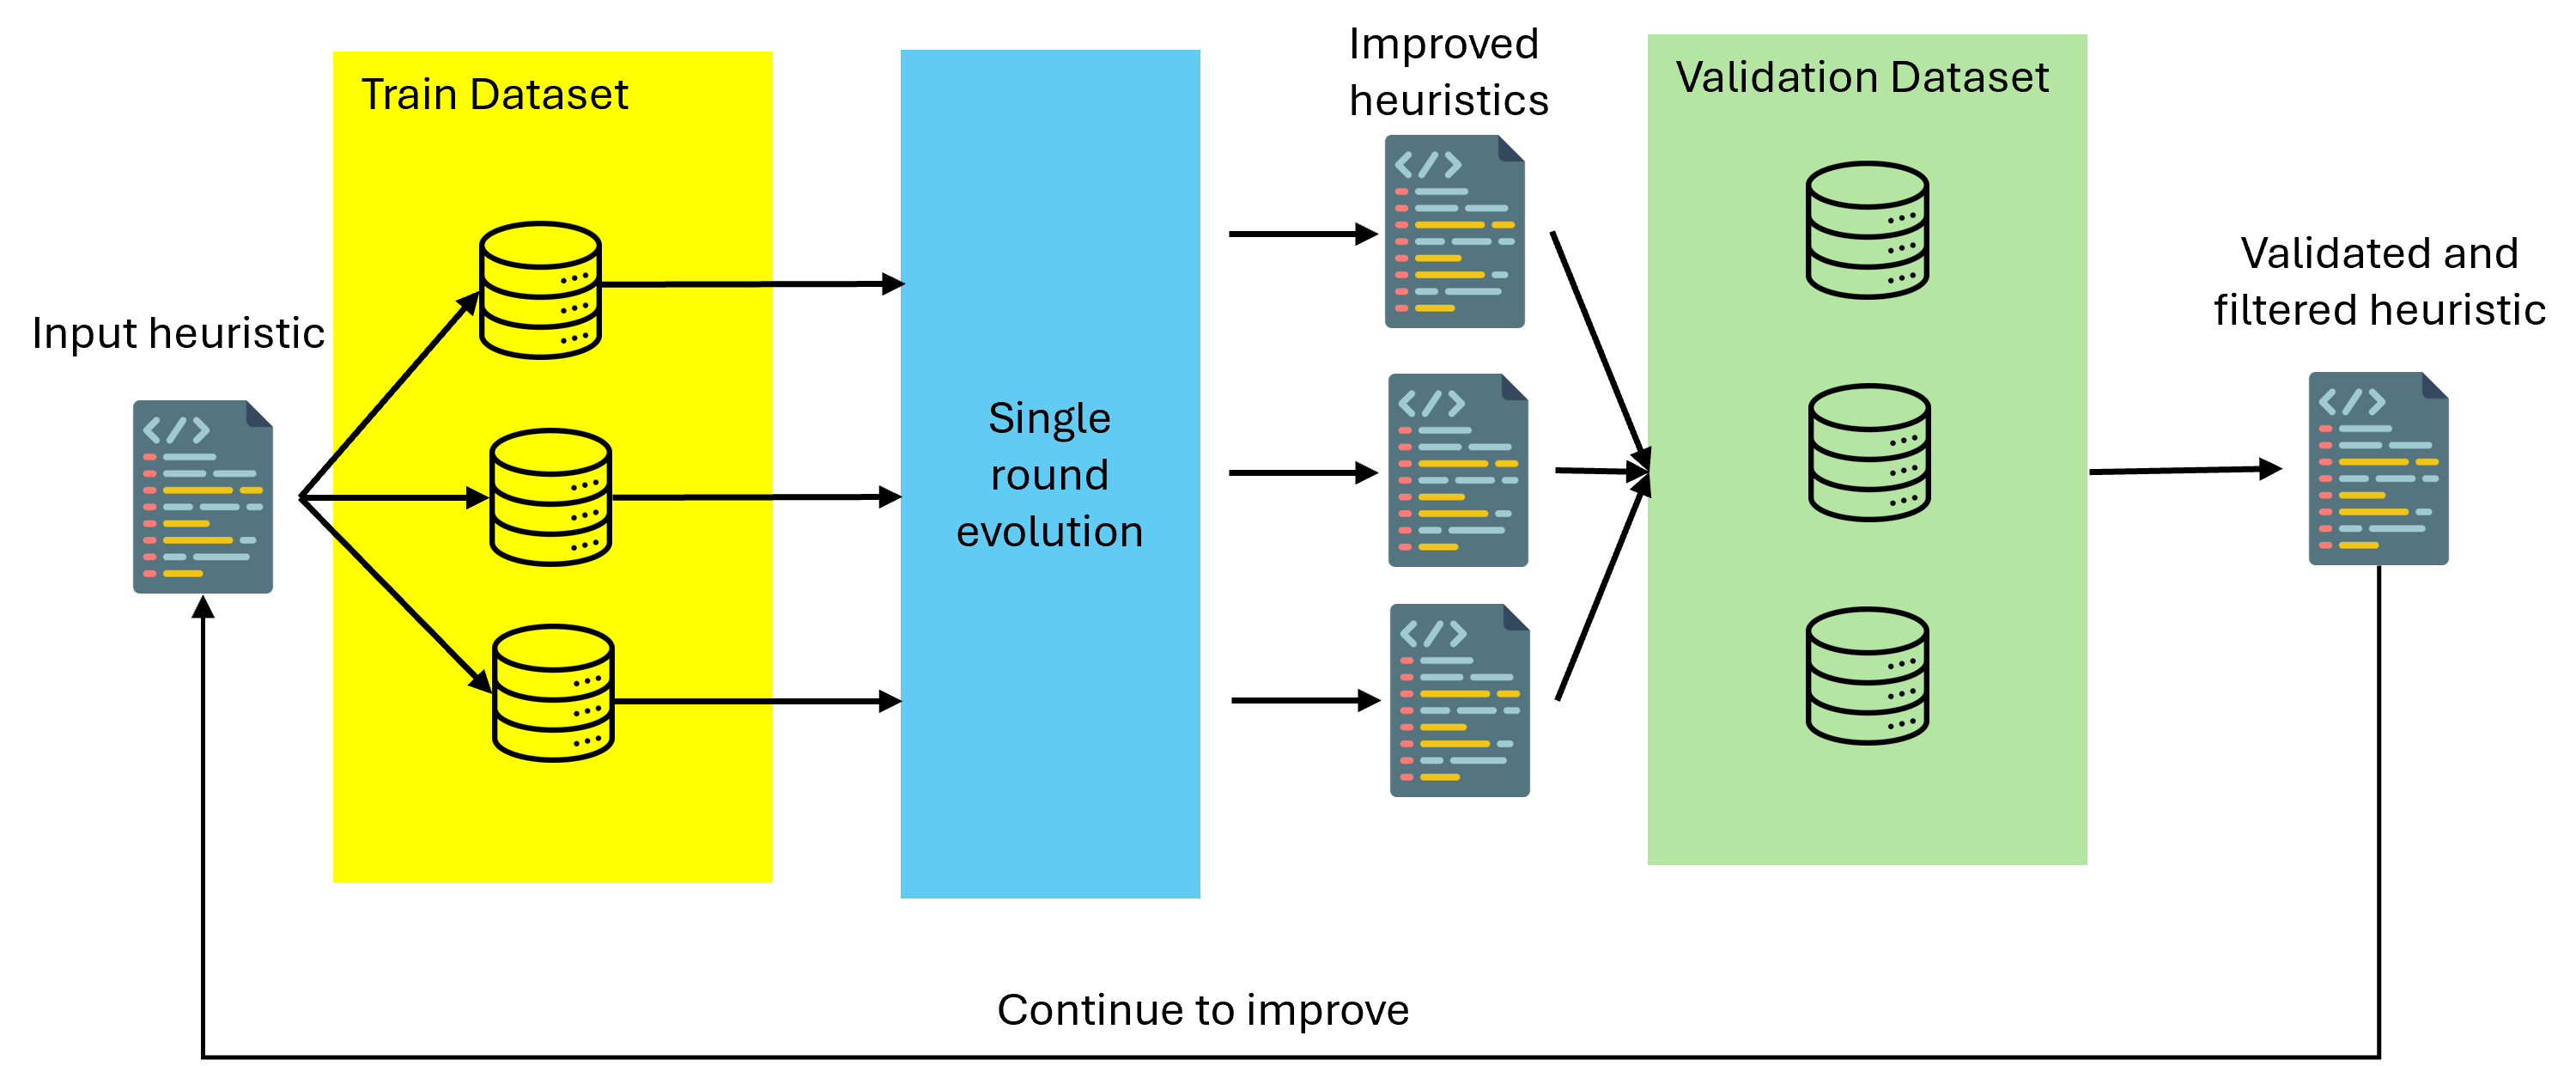 Input heuristic
Train Dataset
Single
round
evolution
Improved
heuristics
Validation Dataset
Validated and
filtered heuristic
Continue to improve